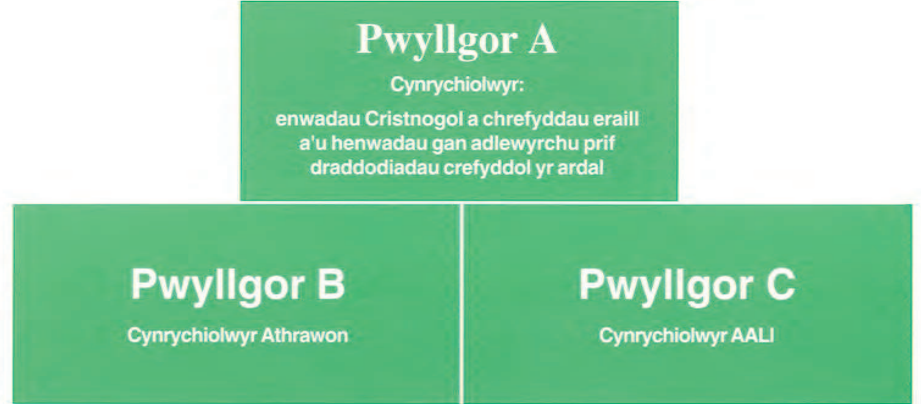 Pwyllgor A
Cynrychiolwyr:
enwadau Cristnogol a chrefyddau eraill
a'u henwadau gan adlewyrchu prif
draddodiadau crefyddol yr ardal
Pwyllgor B
Cynrychiolwyr Athrawon
Pwyllgor C
Cynrychiolwyr AALl